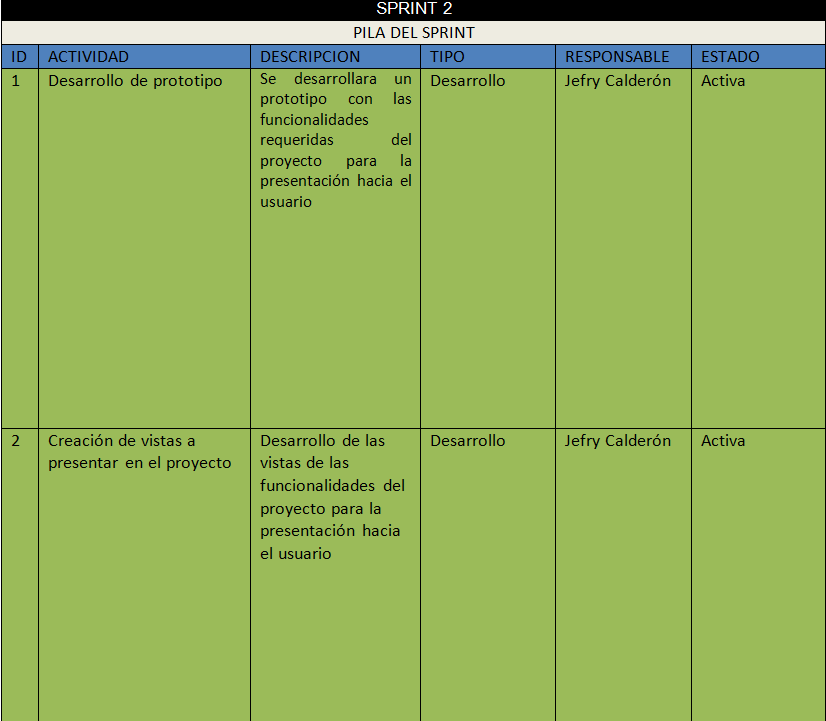 SPRINT 2
PILA DEL SPRINT
ID ACTIVIDAD DESCRIPCION TIPO RESPONSABLE ESTADO
1 Desarrollo de prototipo Se desarrollara un Desarrollo Jefry Calderón Activa
prototipo con las
funcionalidades
requeridas del
proyecto para la
presentación hacia el
usuario
2 Creación de vistas a Desarrollo de las Desarrollo Jefry Calderón Activa
presentar en el proyecto vistas de las
funcionalidades del
proyecto para la
presentación hacia
el usuario